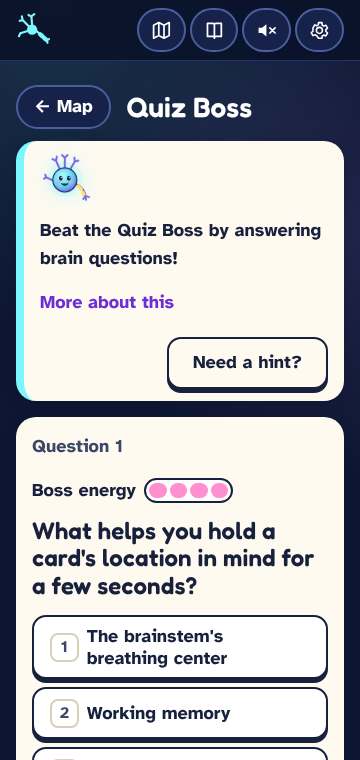 ← Map
Quiz Boss
Beat the Quiz Boss by answering
brain questions!
More about this
Need a hint?
Question 1
Boss energy
What helps you hold a
card's location in mind for
a few seconds?
1 The brainstem's
breathing center
2 Working memory